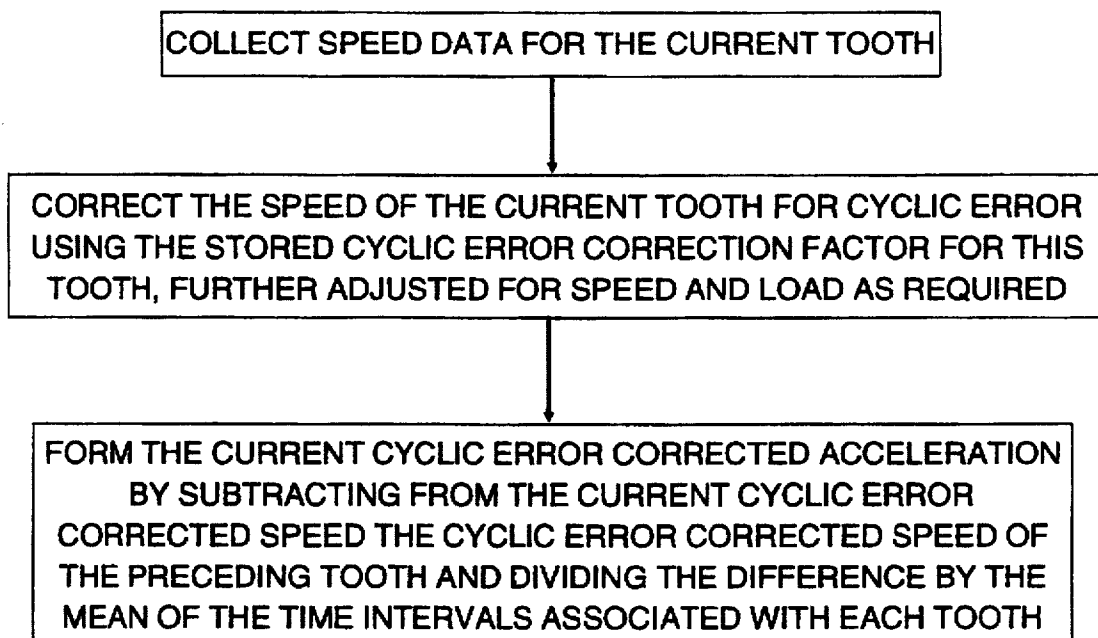 COLLECT SPEED DATA FOR THE CURRENT TOOTH
CORRECT THE SPEED OF THE CURRENT TOOTH FOR CYCLIC ERROR
USING THE STORED CYCLIC ERROR CORRECTION FACTOR FOR THIS
TOOTH, FURTHER ADJUSTED FOR SPEED AND LOAD AS REQUIRED
FORM THE CURRENT CYCLIC ERROR CORRECTED ACCELERATION
BY SUBTRACTING FROM THE CURRENT CYCLIC ERROR
CORRECTED SPEED THE CYCLIC ERROR CORRECTED SPEED OF
THE PRECEDING TOOTH AND DIVIDING THE DIFFERENCE BY THE
MEAN OF THE TIME INTERVALS ASSOCIATED WITH EACH TOOTH